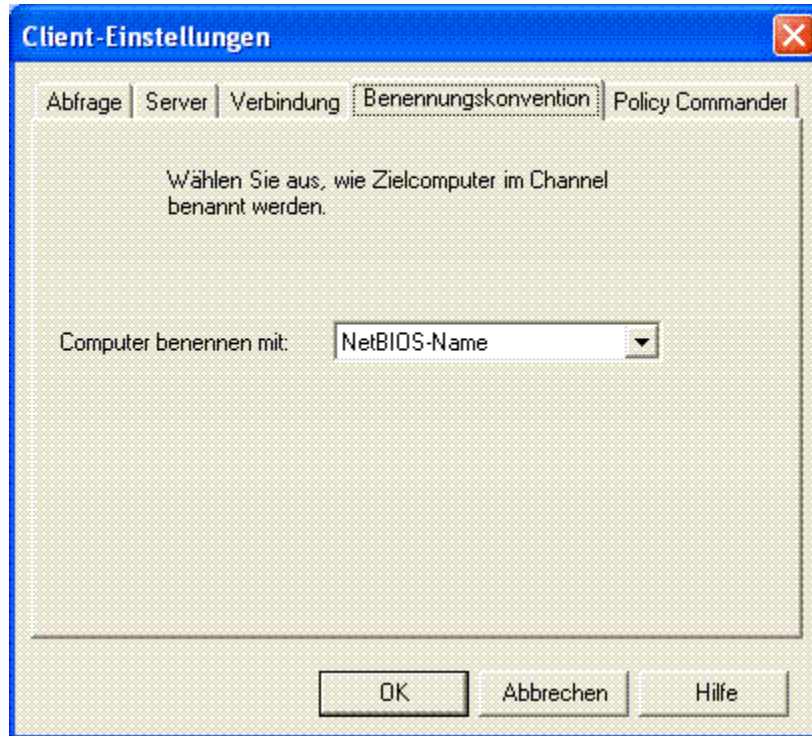 Client-Einstellungen
Abfrage Server Verbindung Benennungskonvention Policy Commander
Wählen Sie aus, wie Zielcomputer im Channel
benannt werden.
Computer benennen mit: NetBIOS-Name
OK Abbrechen Hilfe